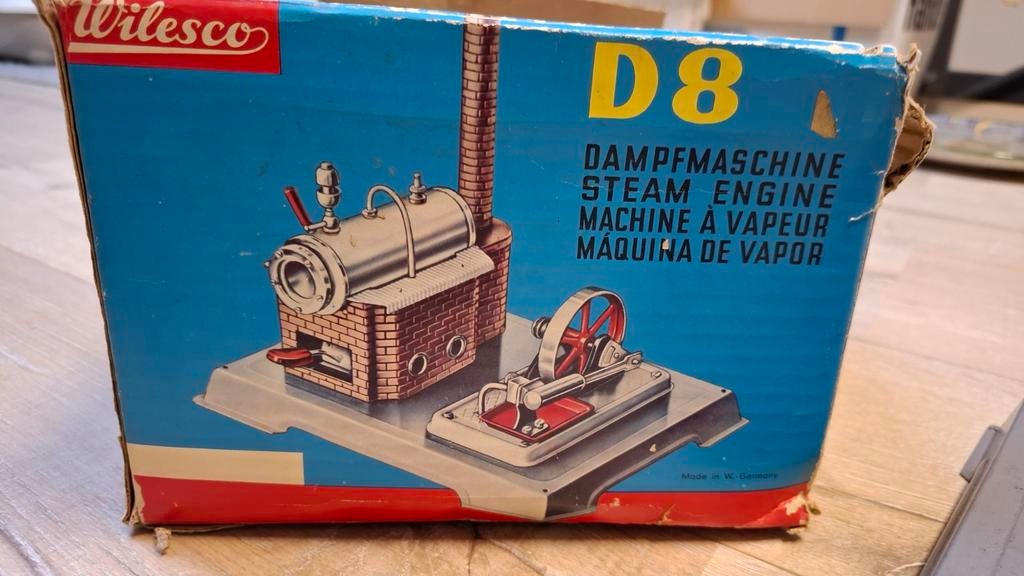 Wilesco
D8
DAMPFMASCHINE
STEAM ENGINE
MACHINE À VAPEUR
MÁQUINA DE VAPOR
Made in W.-Germany